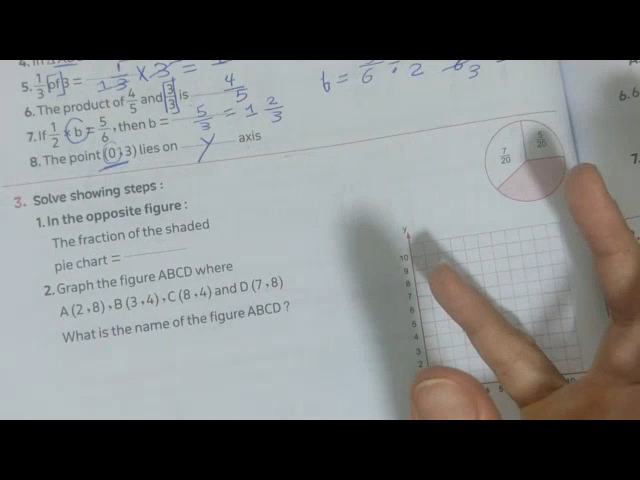 5. 1/3 of 3 = 1/13 × 3 =
6. The product of 4/5 and 3/3 is 4/5
7. If 1/2 × b = 5/6, then b = 5/3 = 1 2/3
8. The point (0,3) lies on y axis
b =
3. Solve showing steps :
1. In the opposite figure :
The fraction of the shaded
pie chart =
7/20
5/20
2. Graph the figure ABCD where
A (2,8), B (3,4), C (8,4) and D (7,8)
What is the name of the figure ABCD ?
y
10
9
8
7
6
5
4
3
2
6.
7.